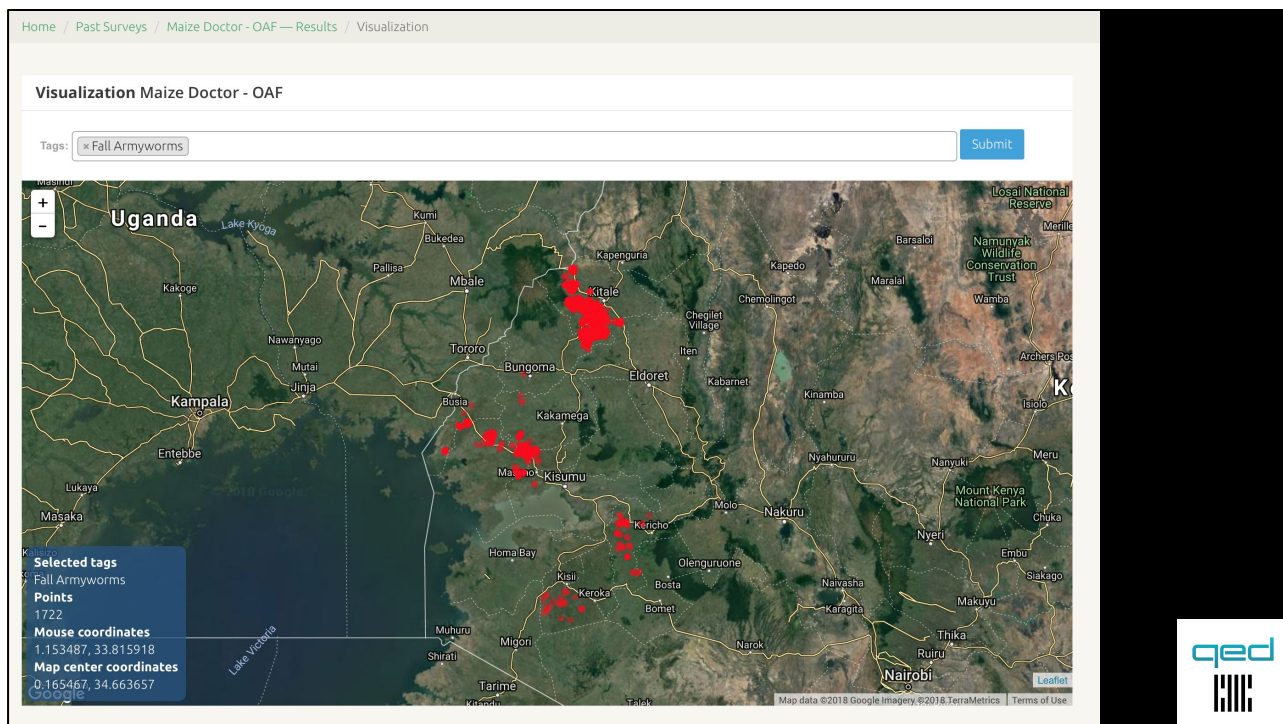 Home / Past Surveys / Maize Doctor - OAF — Results / Visualization
Visualization Maize Doctor - OAF
Tags: × Fall Armyworms Submit
+
−
Masindi
Uganda
Lake Kyoga
Kumi
Bukedea
Losai National
Reserve
Merille
Barsaloi
Namunyak
Wildlife
Conservation
Trust
Kapenguria
Kapedo
Pallisa
Mbale
Maralal
Kakoge
Kitale
Chemolingot
Wamba
Chegilet
Village
Nawanyago
Tororo
Iten
Archers Pos
Mutai
Bungoma
Eldoret
Kabarnet
Jinja
Kampala
Busia
Kinamba
Isiolo
Kakamega
Entebbe
Nyahururu
Nanyuki
Meru
Kisumu
Lukaya
©2018 Google
Mount Kenya
National Park
Masaka
Molo
Nakuru
Chuka
Kericho
Nyeri
Homa Bay
Embu
Olenguruone
Kisii
Siakago
Keroka
Bosta
Naivasha
Bomet
Karagita
Makuyu
Muhuru
Migori
Thika
Shirati
Narok
Ruiru
Lake Victoria
Nairobi
Tarime
Talek
Kalisizo
Selected tags
Fall Armyworms
Points
1722
Mouse coordinates
1.153487, 33.815918
Map center coordinates
0.165467, 34.663657
Google
Leaflet
Map data ©2018 Google Imagery ©2018 TerraMetrics Terms of Use
qed